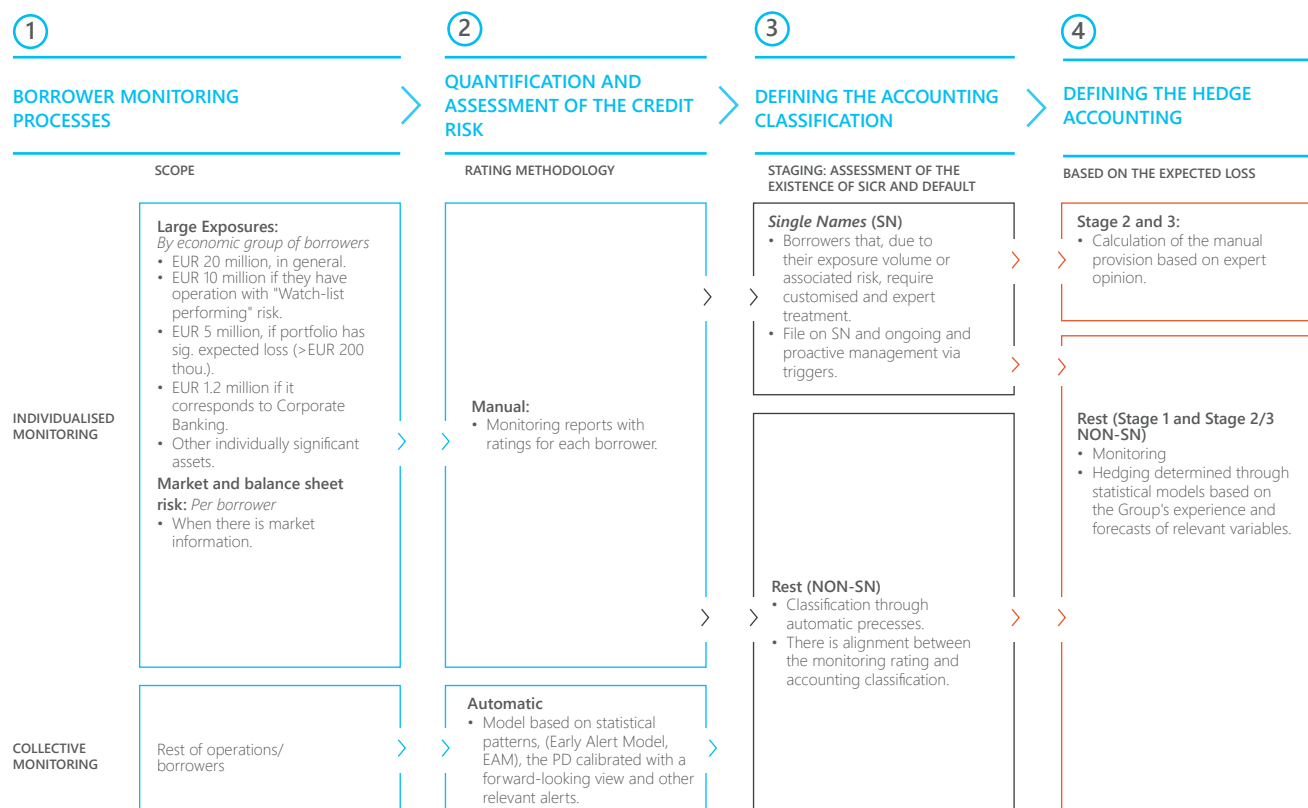 1
BORROWER MONITORING
PROCESSES
2
QUANTIFICATION AND
ASSESSMENT OF THE CREDIT
RISK
3
DEFINING THE ACCOUNTING
CLASSIFICATION
4
DEFINING THE HEDGE
ACCOUNTING
SCOPE
RATING METHODOLOGY
STAGING: ASSESSMENT OF THE
EXISTENCE OF SICR AND DEFAULT
BASED ON THE EXPECTED LOSS
INDIVIDUALISED
MONITORING
Large Exposures:
By economic group of borrowers
• EUR 20 million, in general.
• EUR 10 million if they have
operation with "Watch-list
performing" risk.
• EUR 5 million, if portfolio has
sig. expected loss (>EUR 200
thou.).
• EUR 1.2 million if it
corresponds to Corporate
Banking.
• Other individually significant
assets.
Market and balance sheet
risk: Per borrower
• When there is market
information.
Manual:
• Monitoring reports with
ratings for each borrower.
Single Names (SN)
• Borrowers that, due to
their exposure volume or
associated risk, require
customised and expert
treatment.
• File on SN and ongoing and
proactive management via
triggers.
Stage 2 and 3:
• Calculation of the manual
provision based on expert
opinion.
Rest (NON-SN)
• Classification through
automatic precesses.
• There is alignment between
the monitoring rating and
accounting classification.
Rest (Stage 1 and Stage 2/3
NON-SN)
• Monitoring
• Hedging determined through
statistical models based on
the Group's experience and
forecasts of relevant variables.
COLLECTIVE
MONITORING
Rest of operations/
borrowers
Automatic
• Model based on statistical
patterns, (Early Alert Model,
EAM), the PD calibrated with a
forward-looking view and other
relevant alerts.